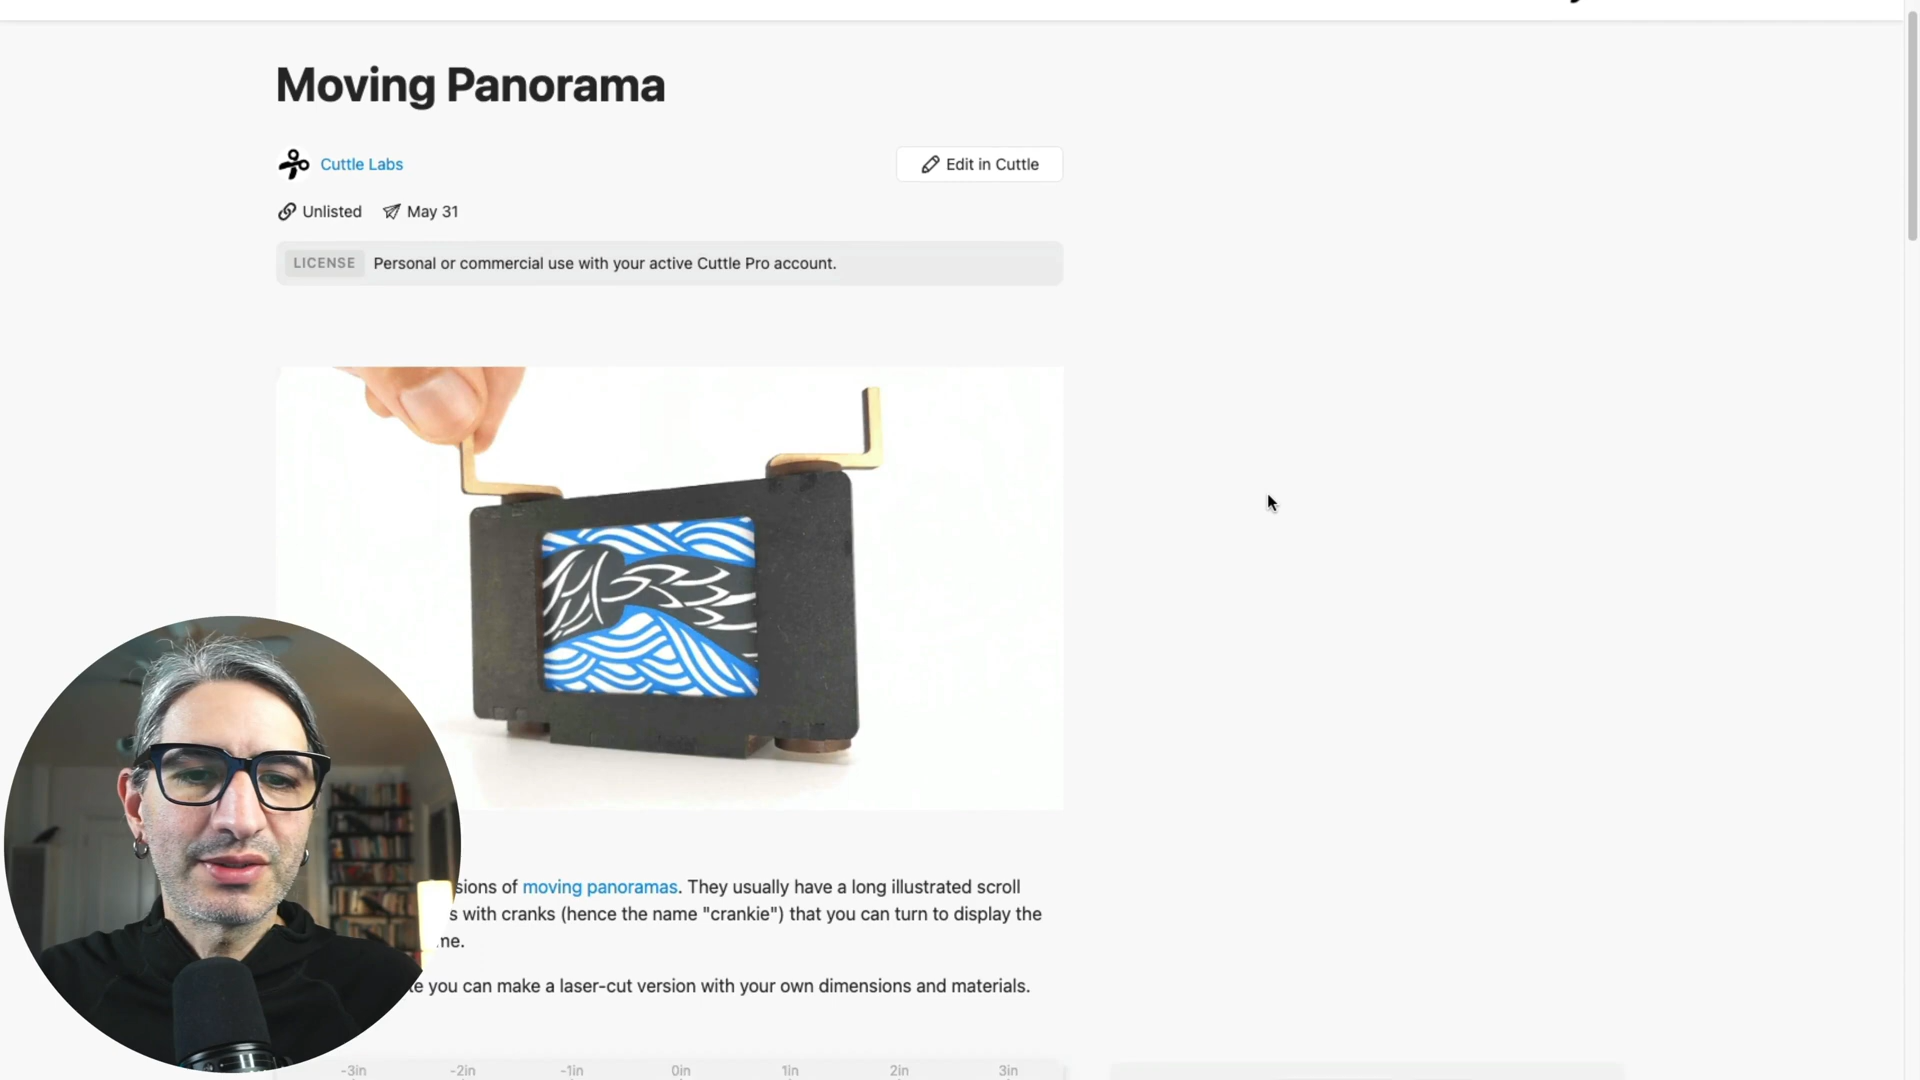 Moving Panorama
Cuttle Labs
Edit in Cuttle
Unlisted May 31
LICENSE Personal or commercial use with your active Cuttle Pro account.
of moving panoramas. They usually have a long illustrated scroll
with cranks (hence the name "crankie") that you can turn to display the
you can make a laser-cut version with your own dimensions and materials.
-3in -2in -1in 0in 1in 2in 3in